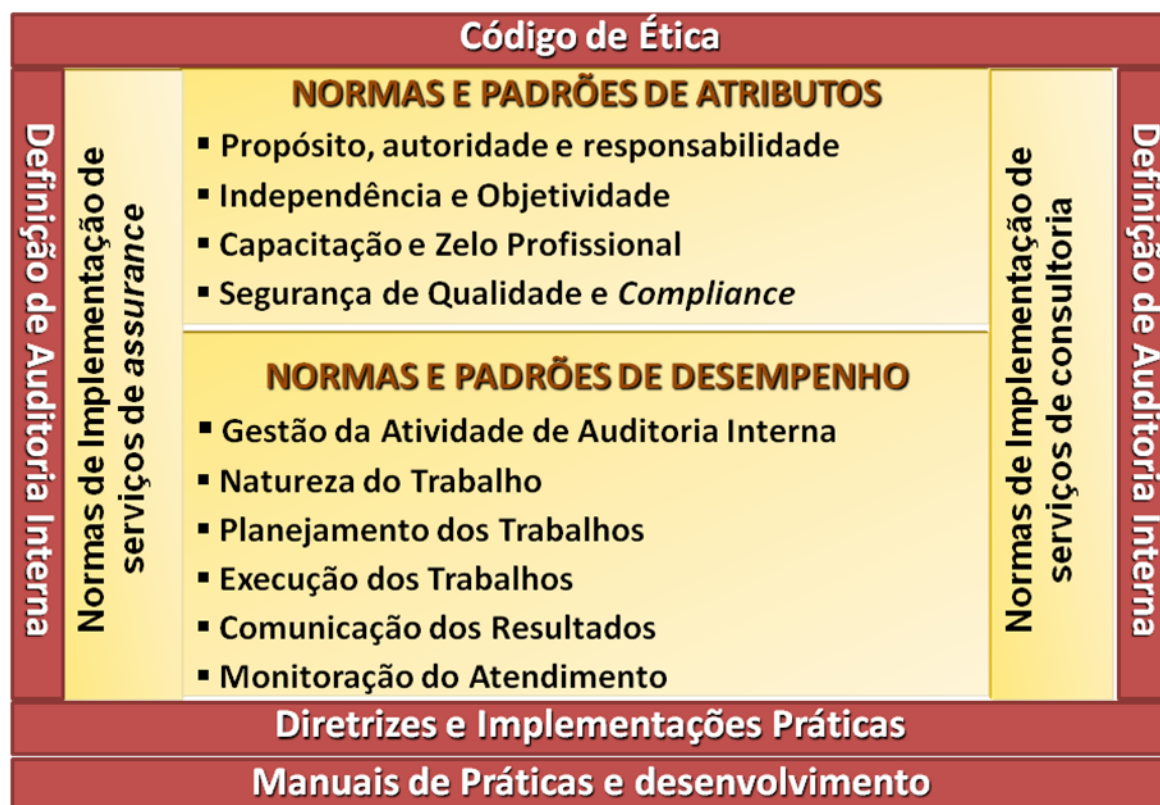 Código de Ética
Definição de Auditoria Interna
Normas de Implementação de
serviços de assurance
NORMAS E PADRÕES DE ATRIBUTOS
▪ Propósito, autoridade e responsabilidade
▪ Independência e Objetividade
▪ Capacitação e Zelo Profissional
▪ Segurança de Qualidade e Compliance
NORMAS E PADRÕES DE DESEMPENHO
▪ Gestão da Atividade de Auditoria Interna
▪ Natureza do Trabalho
▪ Planejamento dos Trabalhos
▪ Execução dos Trabalhos
▪ Comunicação dos Resultados
▪ Monitoração do Atendimento
Normas de Implementação de
serviços de consultoria
Definição de Auditoria Interna
Diretrizes e Implementações Práticas
Manuais de Práticas e desenvolvimento